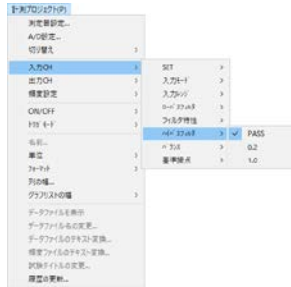 計測プロジェクト(P)
測定器設定...
A/D設定...
切り替え
入力CH
出力CH
頻度設定
ON/OFF
ﾄﾘｶﾞ ﾓｰﾄﾞ
名称...
単位
ﾌｫｰﾏｯﾄ
列の幅...
グラフリストの幅
データファイルを表示
データファイル名の変更...
データファイルのテキスト変換...
頻度ファイルのテキスト変換...
試験タイトルの変更...
履歴の更新...
SET
入力ﾓｰﾄﾞ
入力ﾚﾝｼﾞ
ﾛｰﾊﾟｽﾌｨﾙﾀ
フィルタ特性
ﾊｲﾊﾟｽﾌｨﾙﾀ
ﾊﾞﾗﾝｽ
基準接点
PASS
0.2
1.0